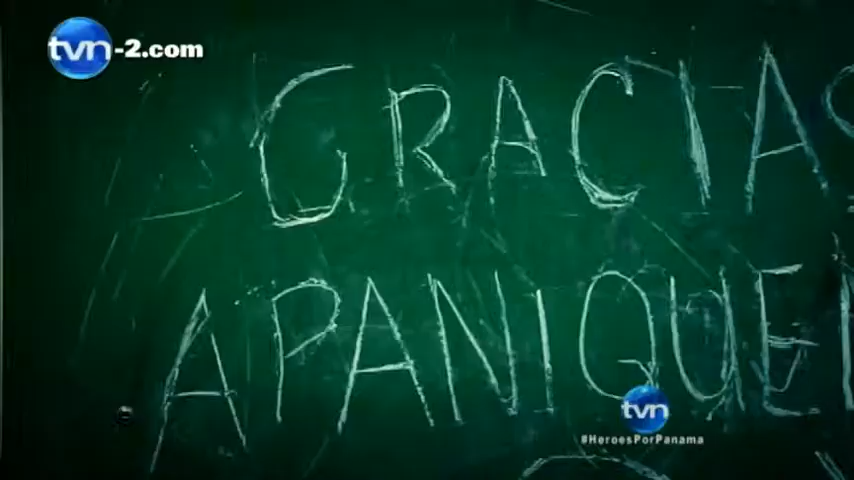 tvn-2.com
GRACIAS
APANIQUE
tvn
#HeroesPorPanama